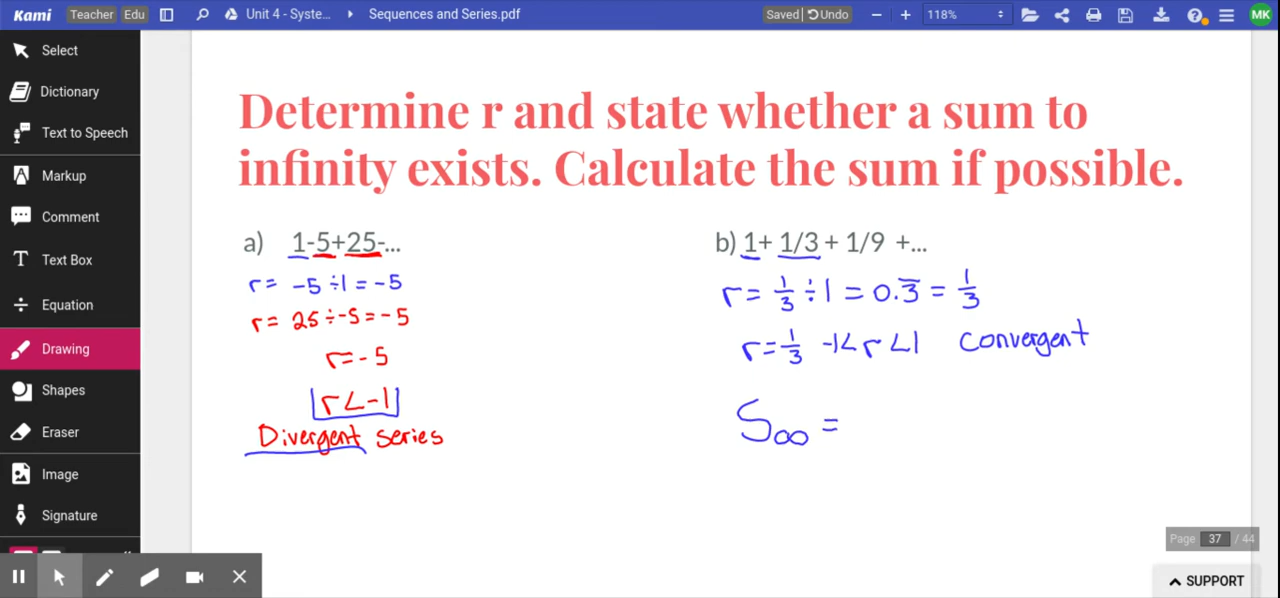 Kami Teacher Edu Unit 4 - Syste... Sequences and Series.pdf Saved Undo 118% MK
Select
Dictionary
Text to Speech
Markup
Comment
Text Box
Equation
Drawing
Shapes
Eraser
Image
Signature
Determine r and state whether a sum to
infinity exists. Calculate the sum if possible.
a) 1-5+25-...
r = -5 ÷ 1 = -5
r = 25 ÷ -5 = -5
r = -5
r < -1
Divergent series
b) 1+ 1/3 + 1/9 +...
r = 1/3 ÷ 1 = 0.3̅ = 1/3
r = 1/3 -1 < r < 1 convergent
S∞ =
Page 37 / 44
SUPPORT